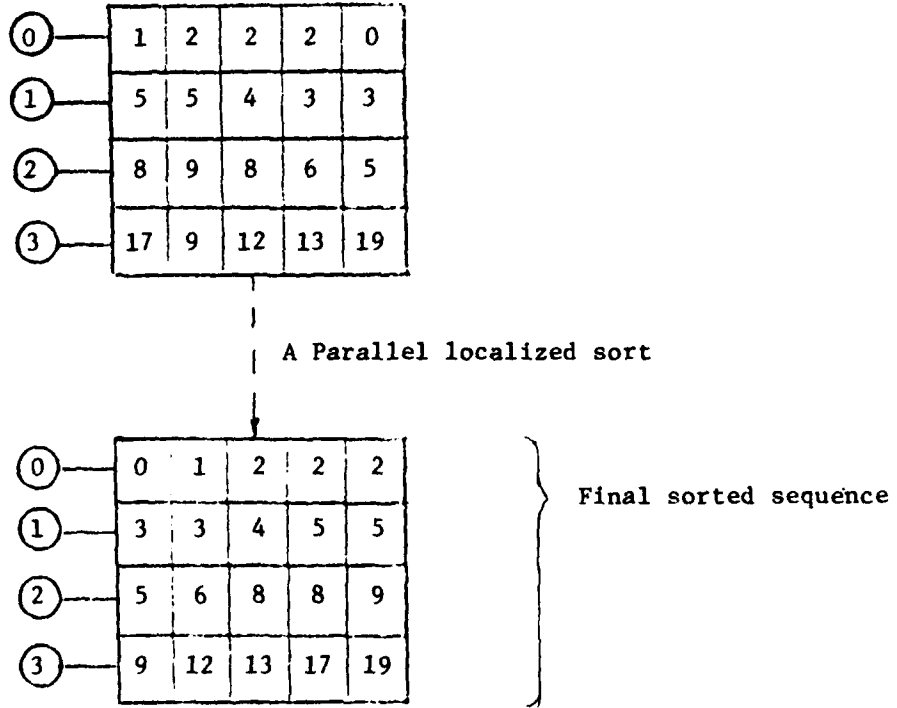 0 1 2 2 2 0
1 5 5 4 3 3
2 8 9 8 6 5
3 17 9 12 13 19
A Parallel localized sort
0 0 1 2 2 2
1 3 3 4 5 5
Final sorted sequence
2 5 6 8 8 9
3 9 12 13 17 19